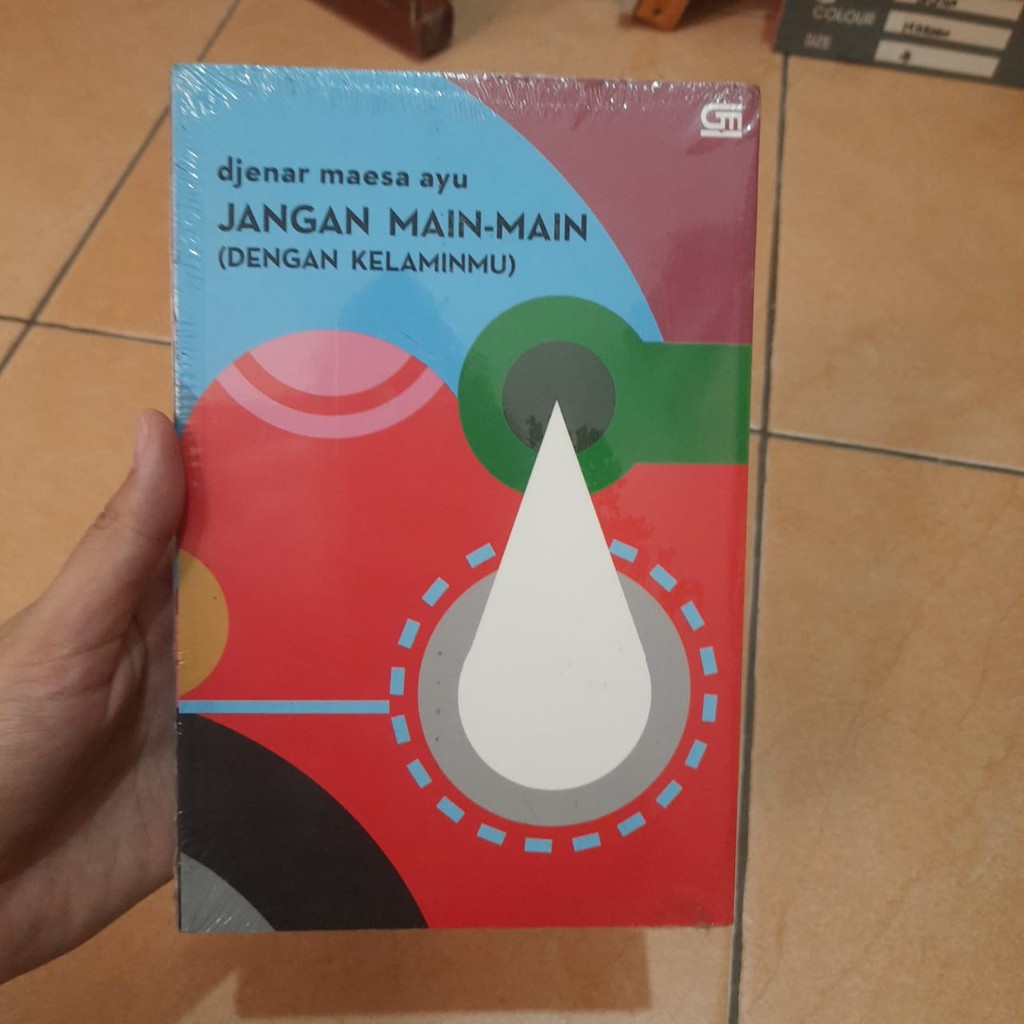 djenar maesa ayu
JANGAN MAIN-MAIN
(DENGAN KELAMINMU)
COLOUR
SIZE